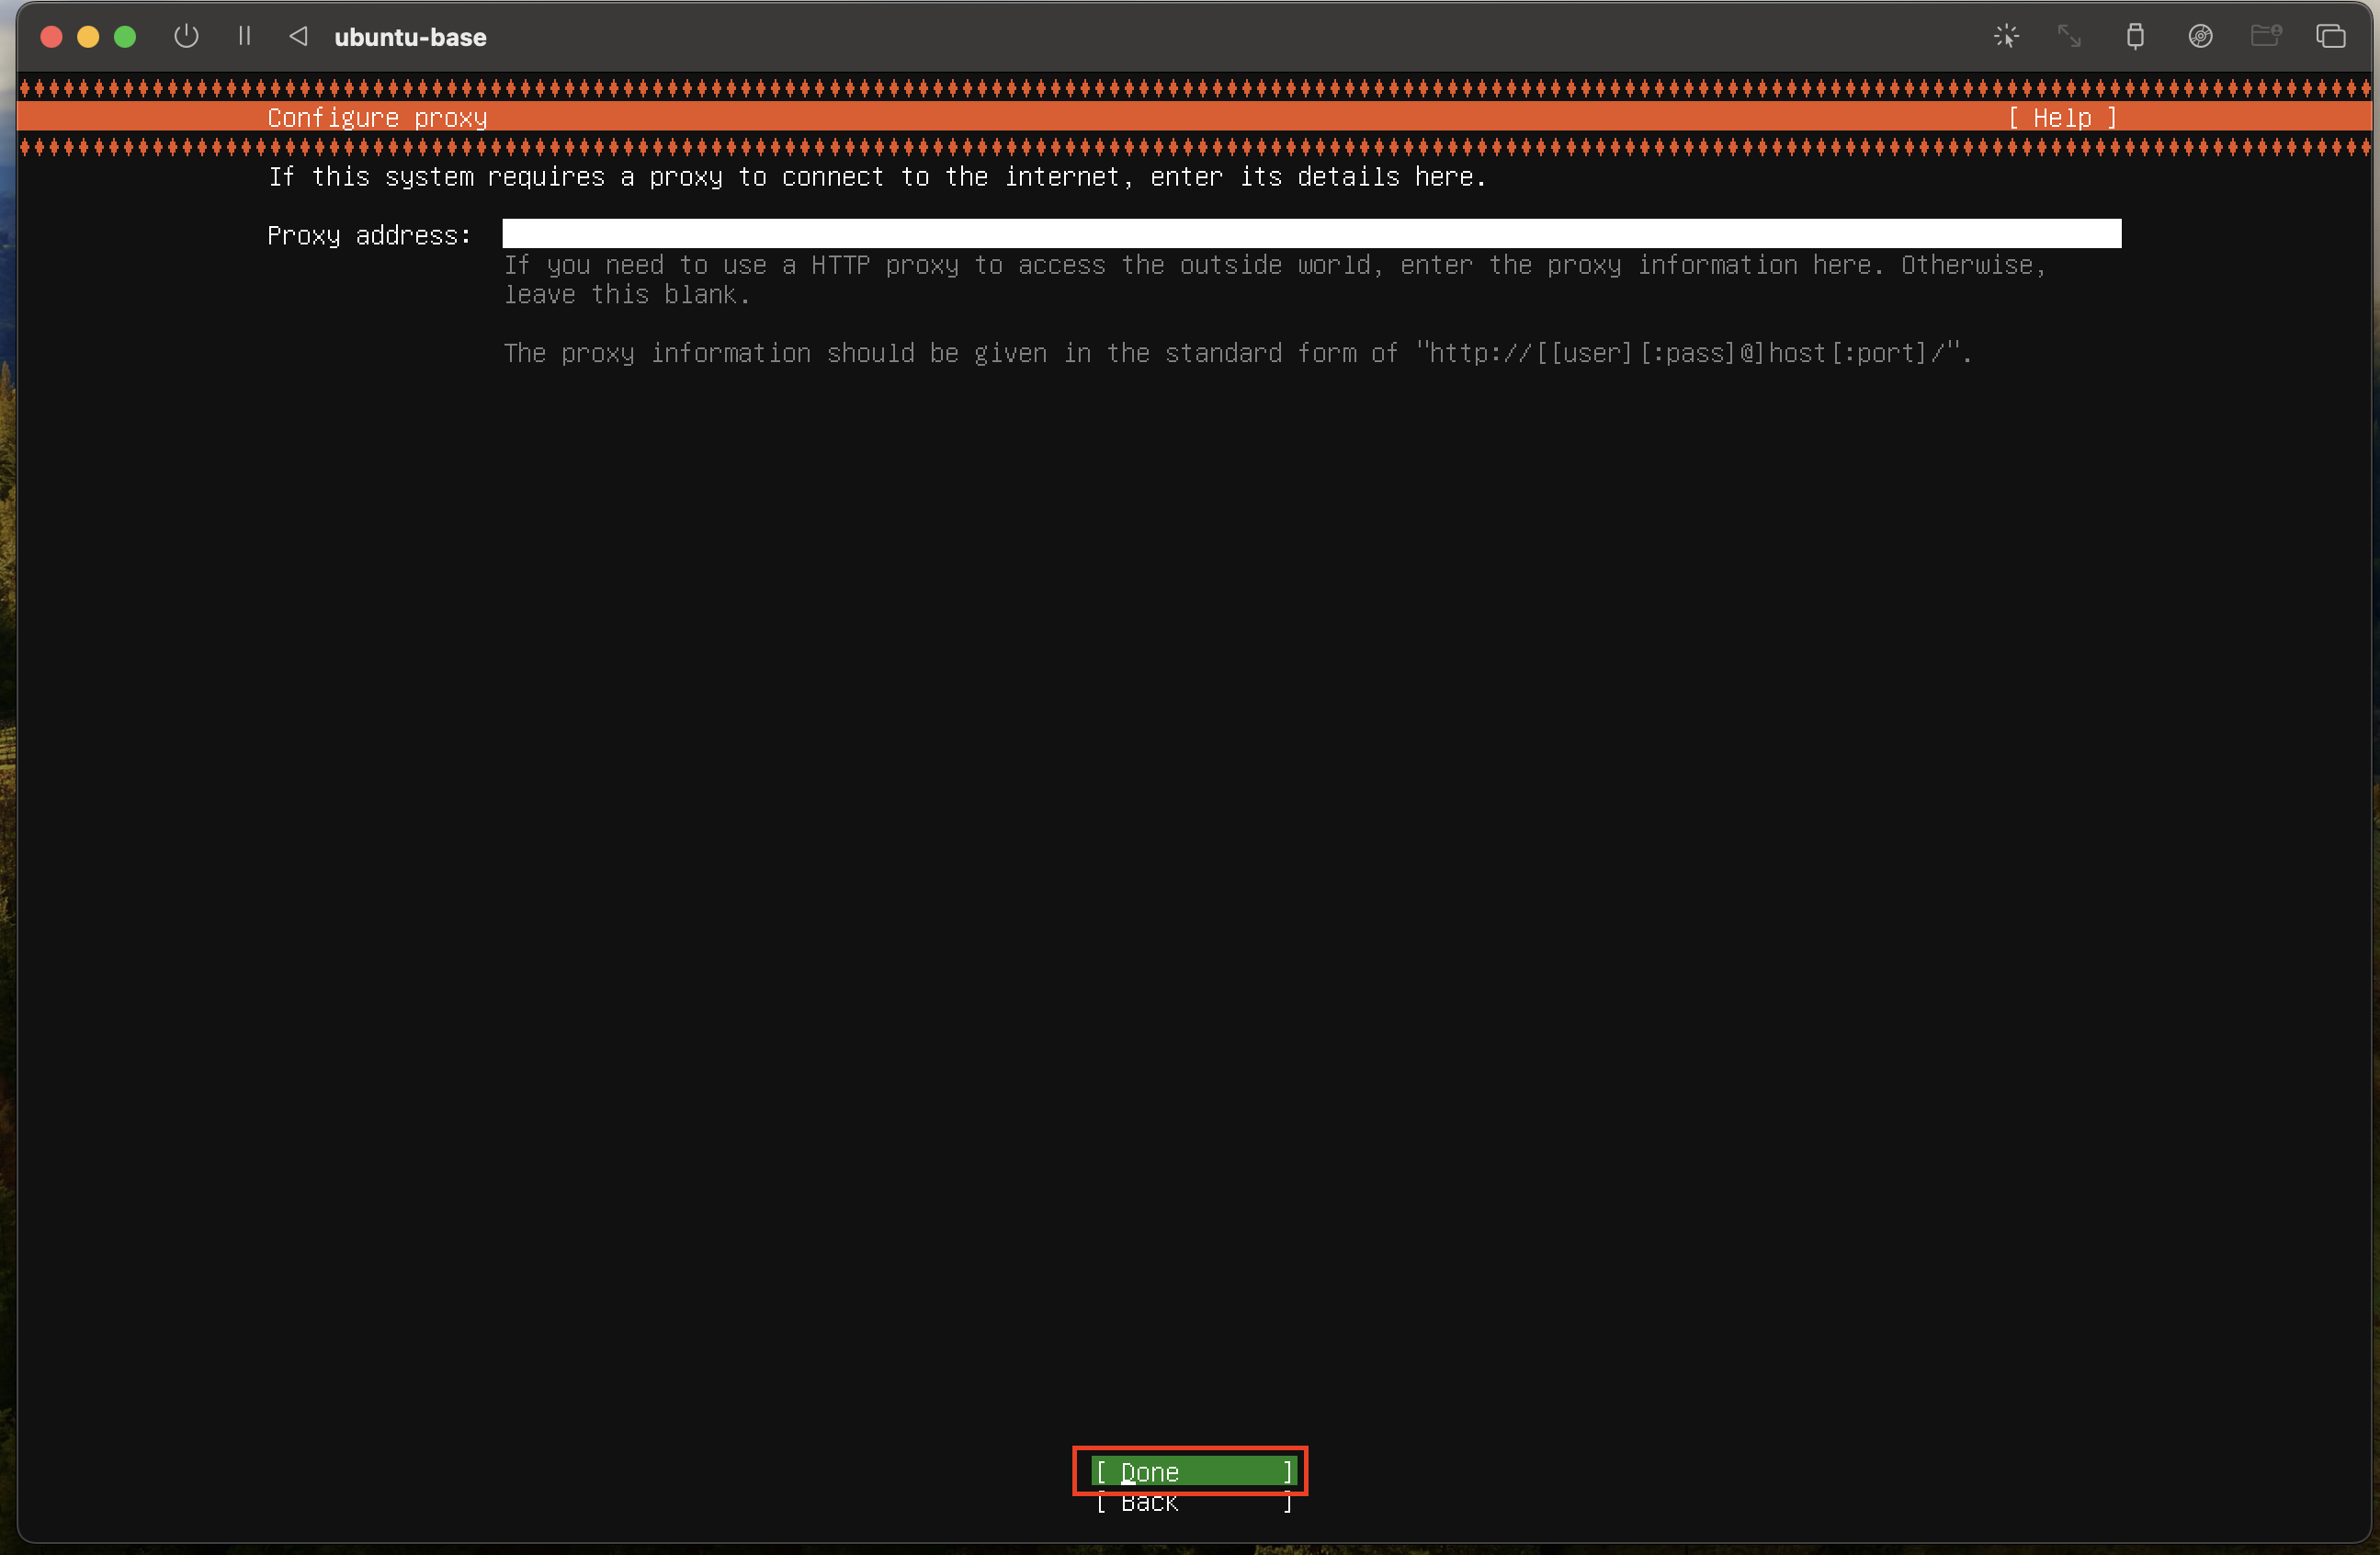 ubuntu-base
Configure proxy [ Help ]
If this system requires a proxy to connect to the internet, enter its details here.
Proxy address:
If you need to use a HTTP proxy to access the outside world, enter the proxy information here. Otherwise,
leave this blank.
The proxy information should be given in the standard form of "http://[[user][:pass]@]host[:port]/".
[ Done ]
[ Back ]